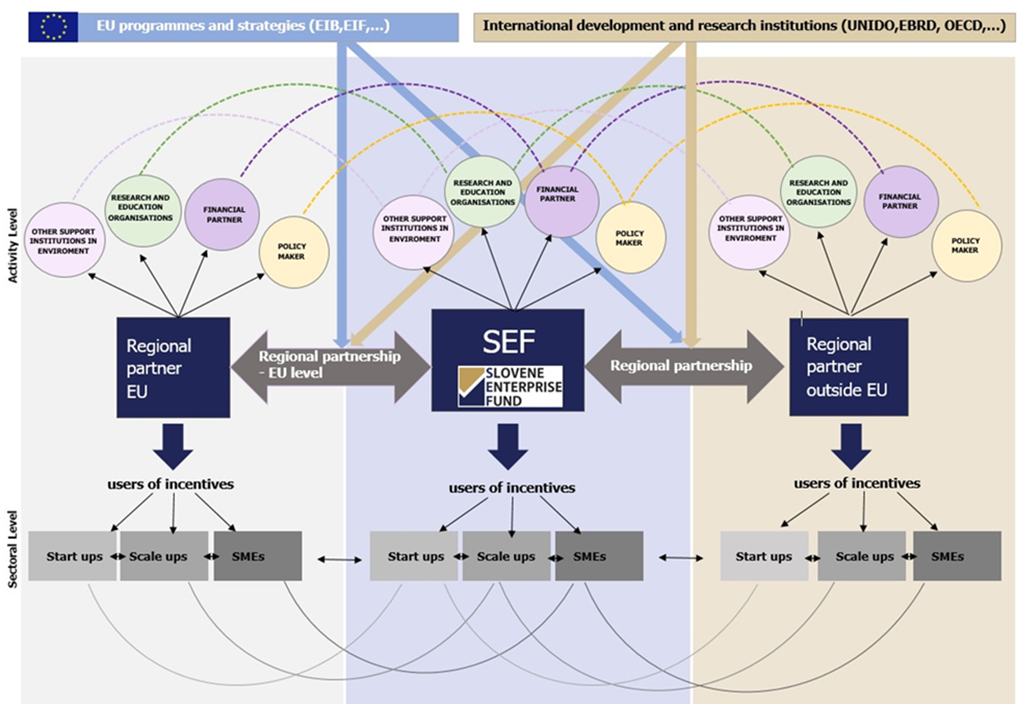 EU programmes and strategies (EIB,EIF,...)
International development and research institutions (UNIDO,EBRD, OECD,...)
Activity Level
OTHER SUPPORT
INSTITUTIONS IN
ENVIROMENT
RESEARCH AND
EDUCATION
ORGANISATIONS
FINANCIAL
PARTNER
POLICY
MAKER
OTHER SUPPORT
INSTITUTIONS IN
ENVIROMENT
RESEARCH AND
EDUCATION
ORGANISATIONS
FINANCIAL
PARTNER
POLICY
MAKER
OTHER SUPPORT
INSTITUTIONS IN
ENVIROMENT
RESEARCH AND
EDUCATION
ORGANISATIONS
FINANCIAL
PARTNER
POLICY
MAKER
Regional
partner
EU
Regional partnership
- EU level
SEF
SLOVENE
ENTERPRISE
FUND
Regional partnership
Regional
partner
outside EU
Sectoral Level
users of incentives
users of incentives
users of incentives
Start ups
Scale ups
SMEs
Start ups
Scale ups
SMEs
Start ups
Scale ups
SMEs